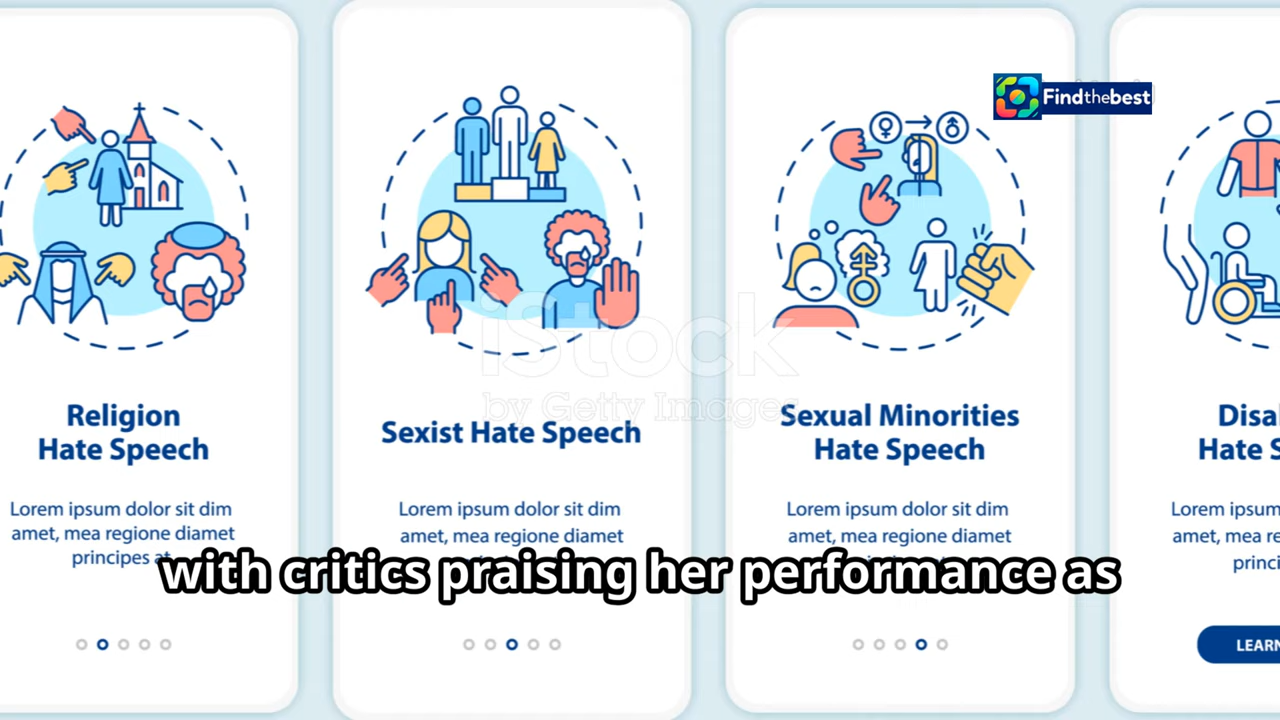 Findthebest
Religion
Hate Speech
Lorem ipsum dolor sit dim
amet, mea regione diamet
principes at
Sexist Hate Speech
Lorem ipsum dolor sit dim
amet, mea regione diamet
Sexual Minorities
Hate Speech
Lorem ipsum dolor sit dim
amet, mea regione diamet
Hate
Lorem
amet,
LEARN
iStock
by Getty Images
with critics praising her performance as